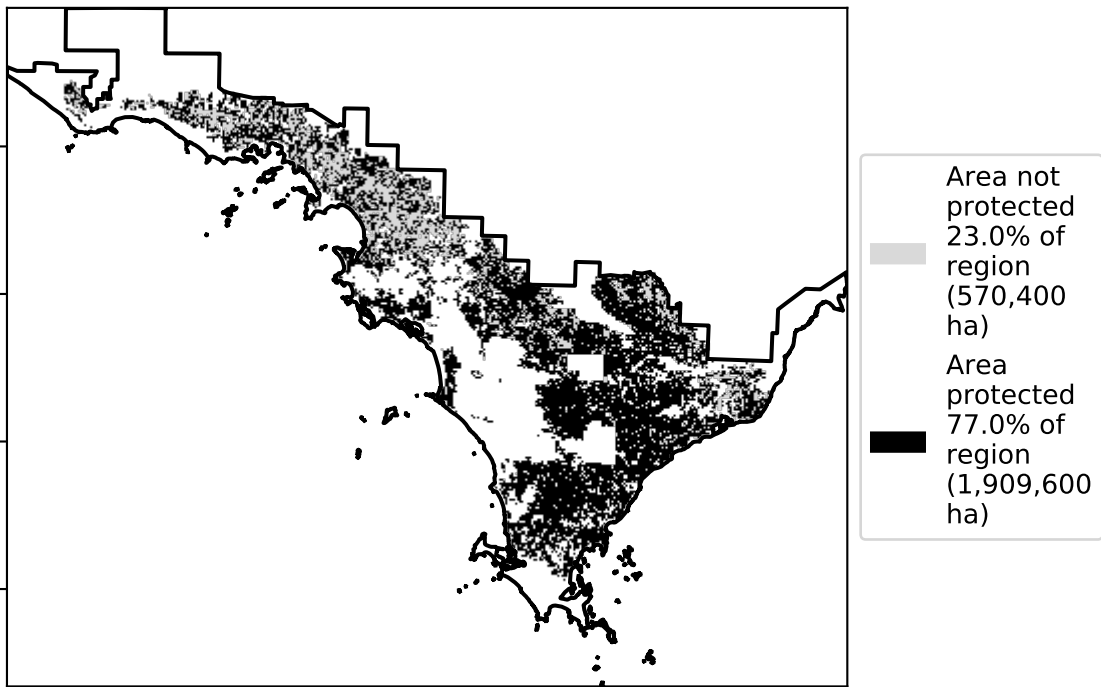 Area not
protected
23.0% of
region
(570,400
ha)
Area
protected
77.0% of
region
(1,909,600
ha)